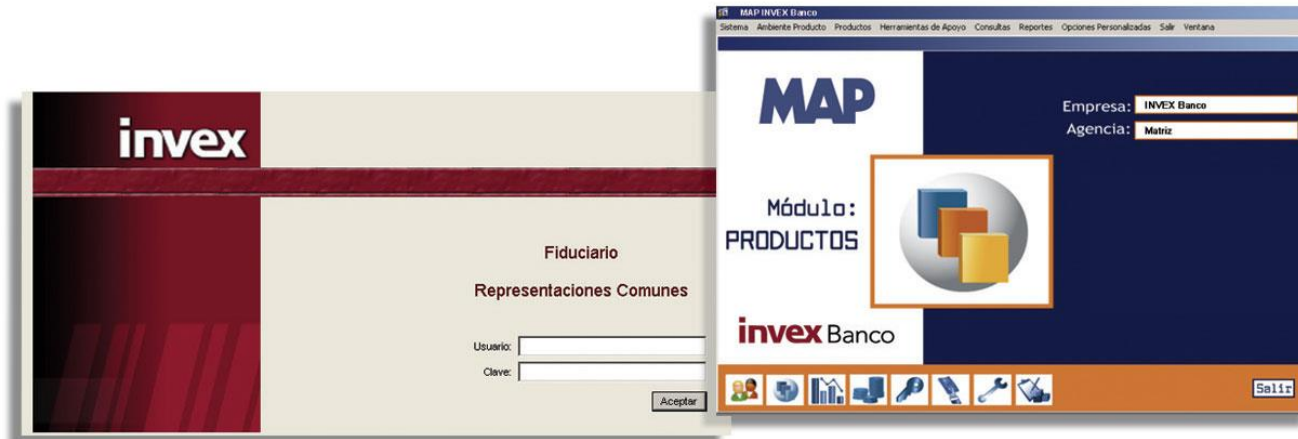 invex
Fiduciario
Representaciones Comunes
Usuario:
Clave:
Aceptar
MAP INVEX Banco
Sistema Ambiente Producto Productos Herramientas de Apoyo Consultas Reportes Opciones Personalizadas Salir Ventana
MAP
Empresa: INVEX Banco
Agencia: Matriz
Módulo:
PRODUCTOS
invex Banco
Salir